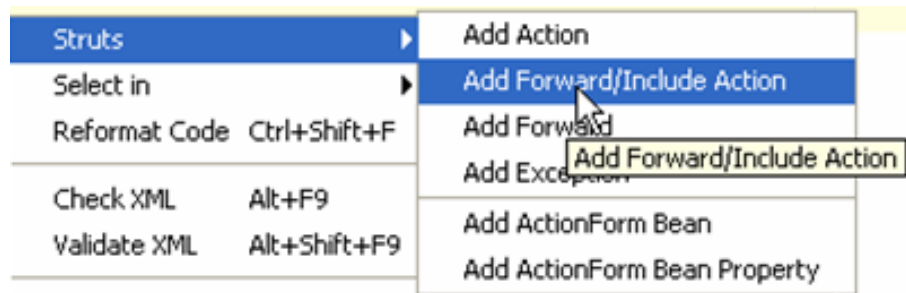 Struts
Select in
Reformat Code Ctrl+Shift+F
Check XML Alt+F9
Validate XML Alt+Shift+F9
Add Action
Add Forward/Include Action
Add Forward
Add Forward/Include Action
Add Exception
Add ActionForm Bean
Add ActionForm Bean Property